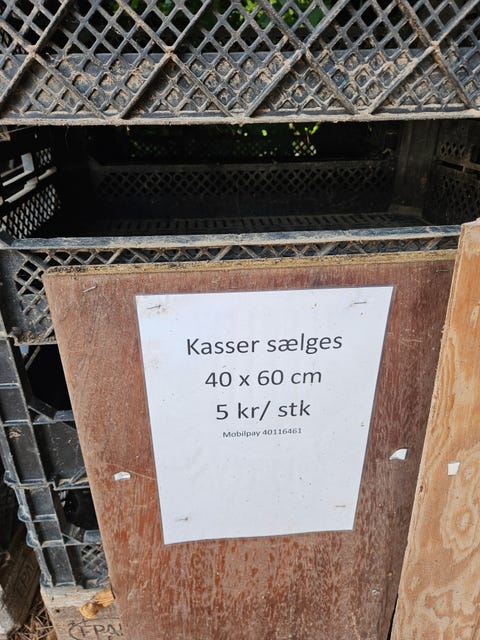 Kasser sælges
40 x 60 cm
5 kr/ stk
Mobilpay 40116461